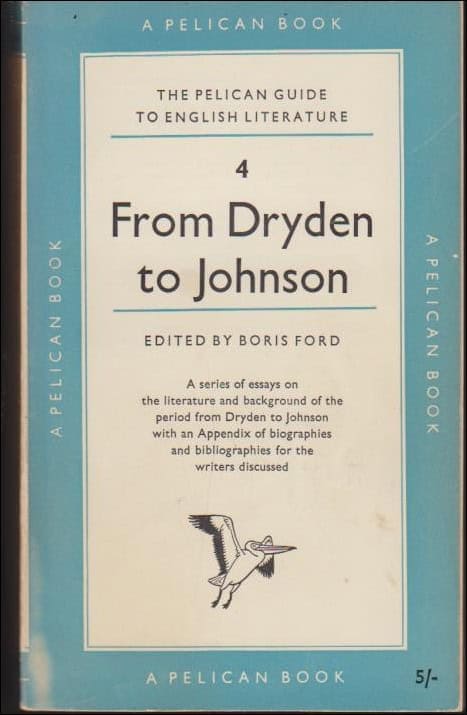 A PELICAN BOOK
THE PELICAN GUIDE
TO ENGLISH LITERATURE
4
From Dryden
to Johnson
EDITED BY BORIS FORD
A series of essays on
the literature and background of the
period from Dryden to Johnson
with an Appendix of biographies
and bibliographies for the
writers discussed
A PELICAN BOOK
A PELICAN BOOK
A PELICAN BOOK
5/-